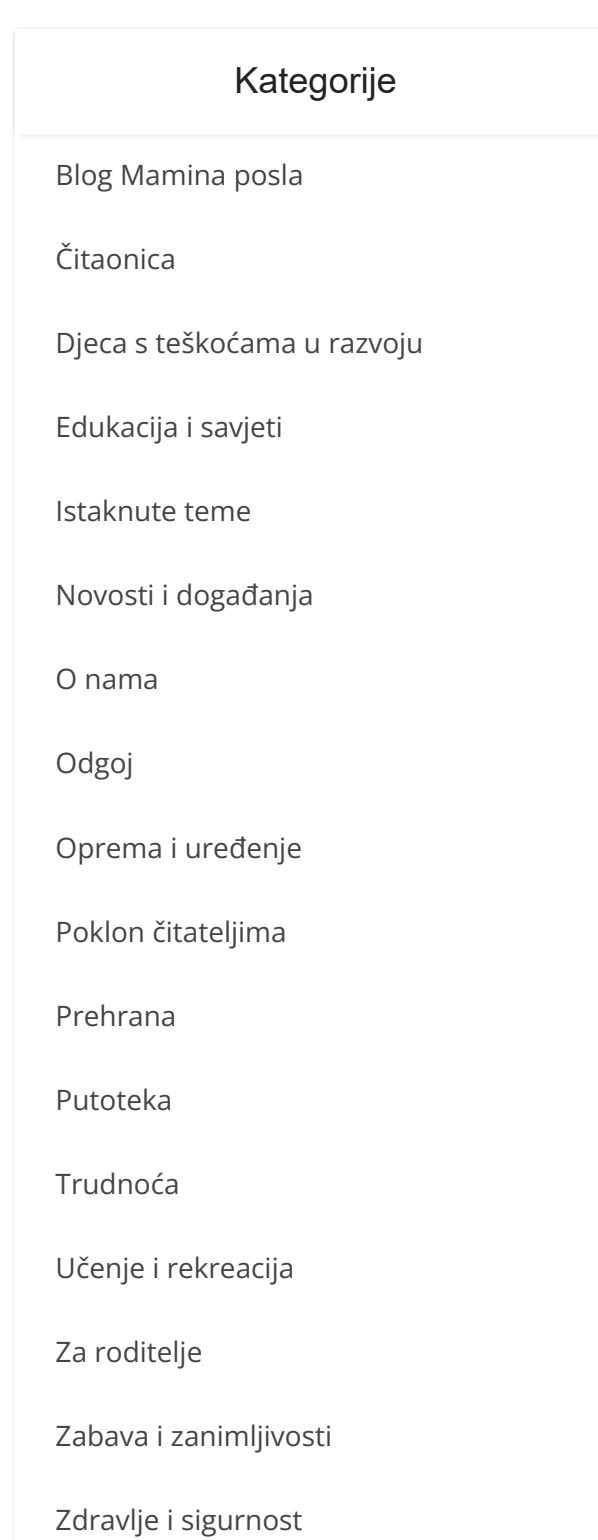 Kategorije
Blog Mamina posla
Čitaonica
Djeca s teškoćama u razvoju
Edukacija i savjeti
Istaknute teme
Novosti i događanja
O nama
Odgoj
Oprema i uređenje
Poklon čitateljima
Prehrana
Putoteka
Trudnoća
Učenje i rekreacija
Za roditelje
Zabava i zanimljivosti
Zdravlje i sigurnost